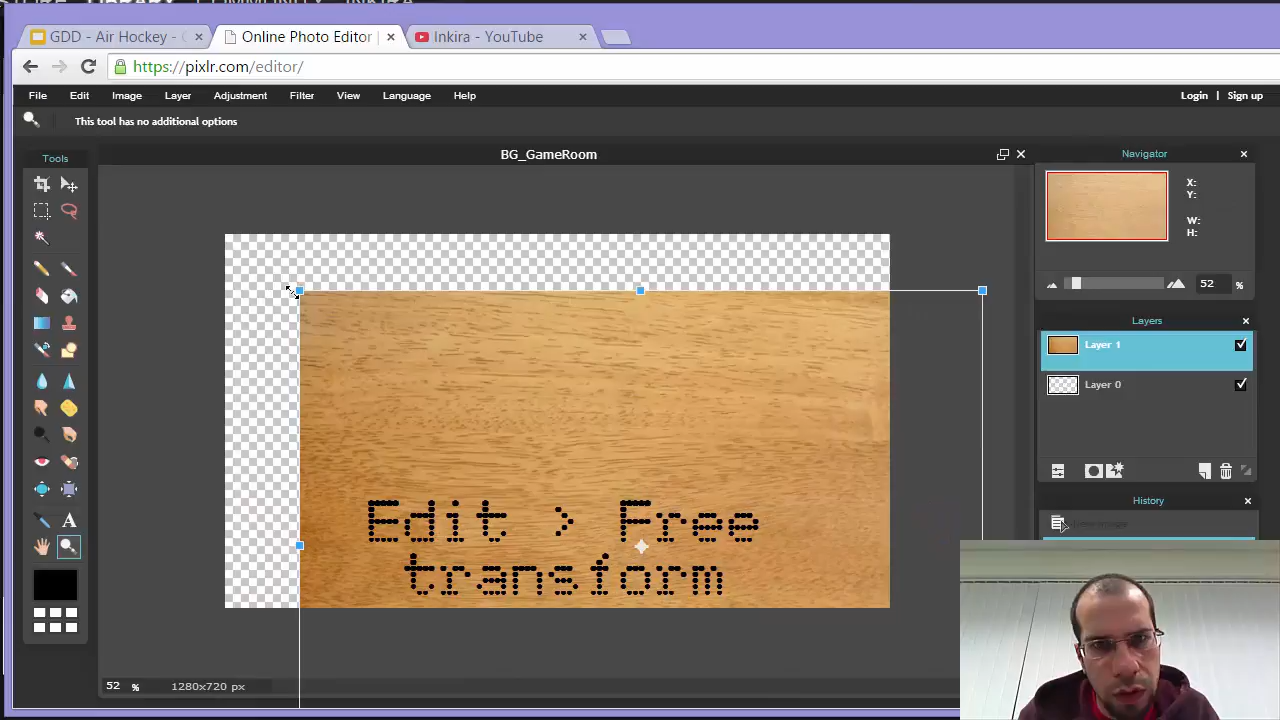 GDD - Air Hockey -
Online Photo Editor
Inkira - YouTube
https://pixlr.com/editor/
File Edit Image Layer Adjustment Filter View Language Help
Login | Sign up
This tool has no additional options
Tools
BG_GameRoom
Navigator
X:
Y:
W:
H:
52 %
Layers
Layer 1
Layer 0
History
New image
Edit > Free
transform
A
52 % 1280x720 px